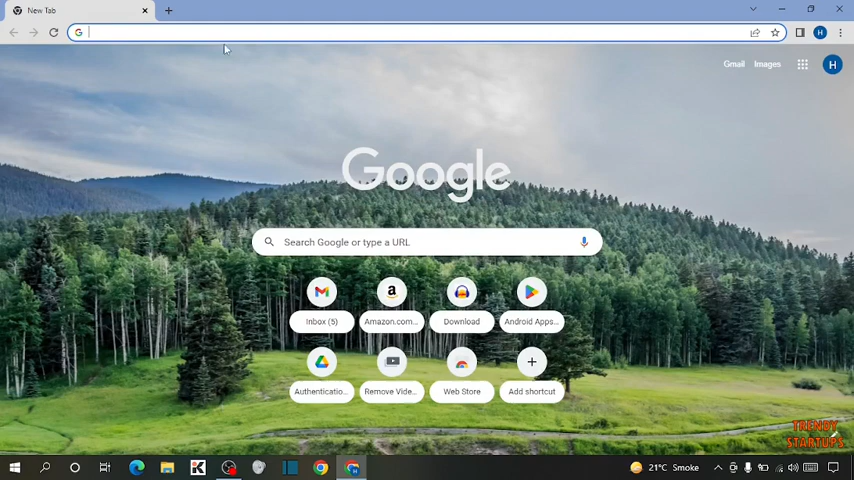 New Tab
H
Gmail
Images
H
Google
Search Google or type a URL
Inbox (5)
Amazon.com...
Download
Android Apps...
Authenticatio...
Remove Vide...
Web Store
Add shortcut
TRENDY
STARTUPS
21°C Smoke